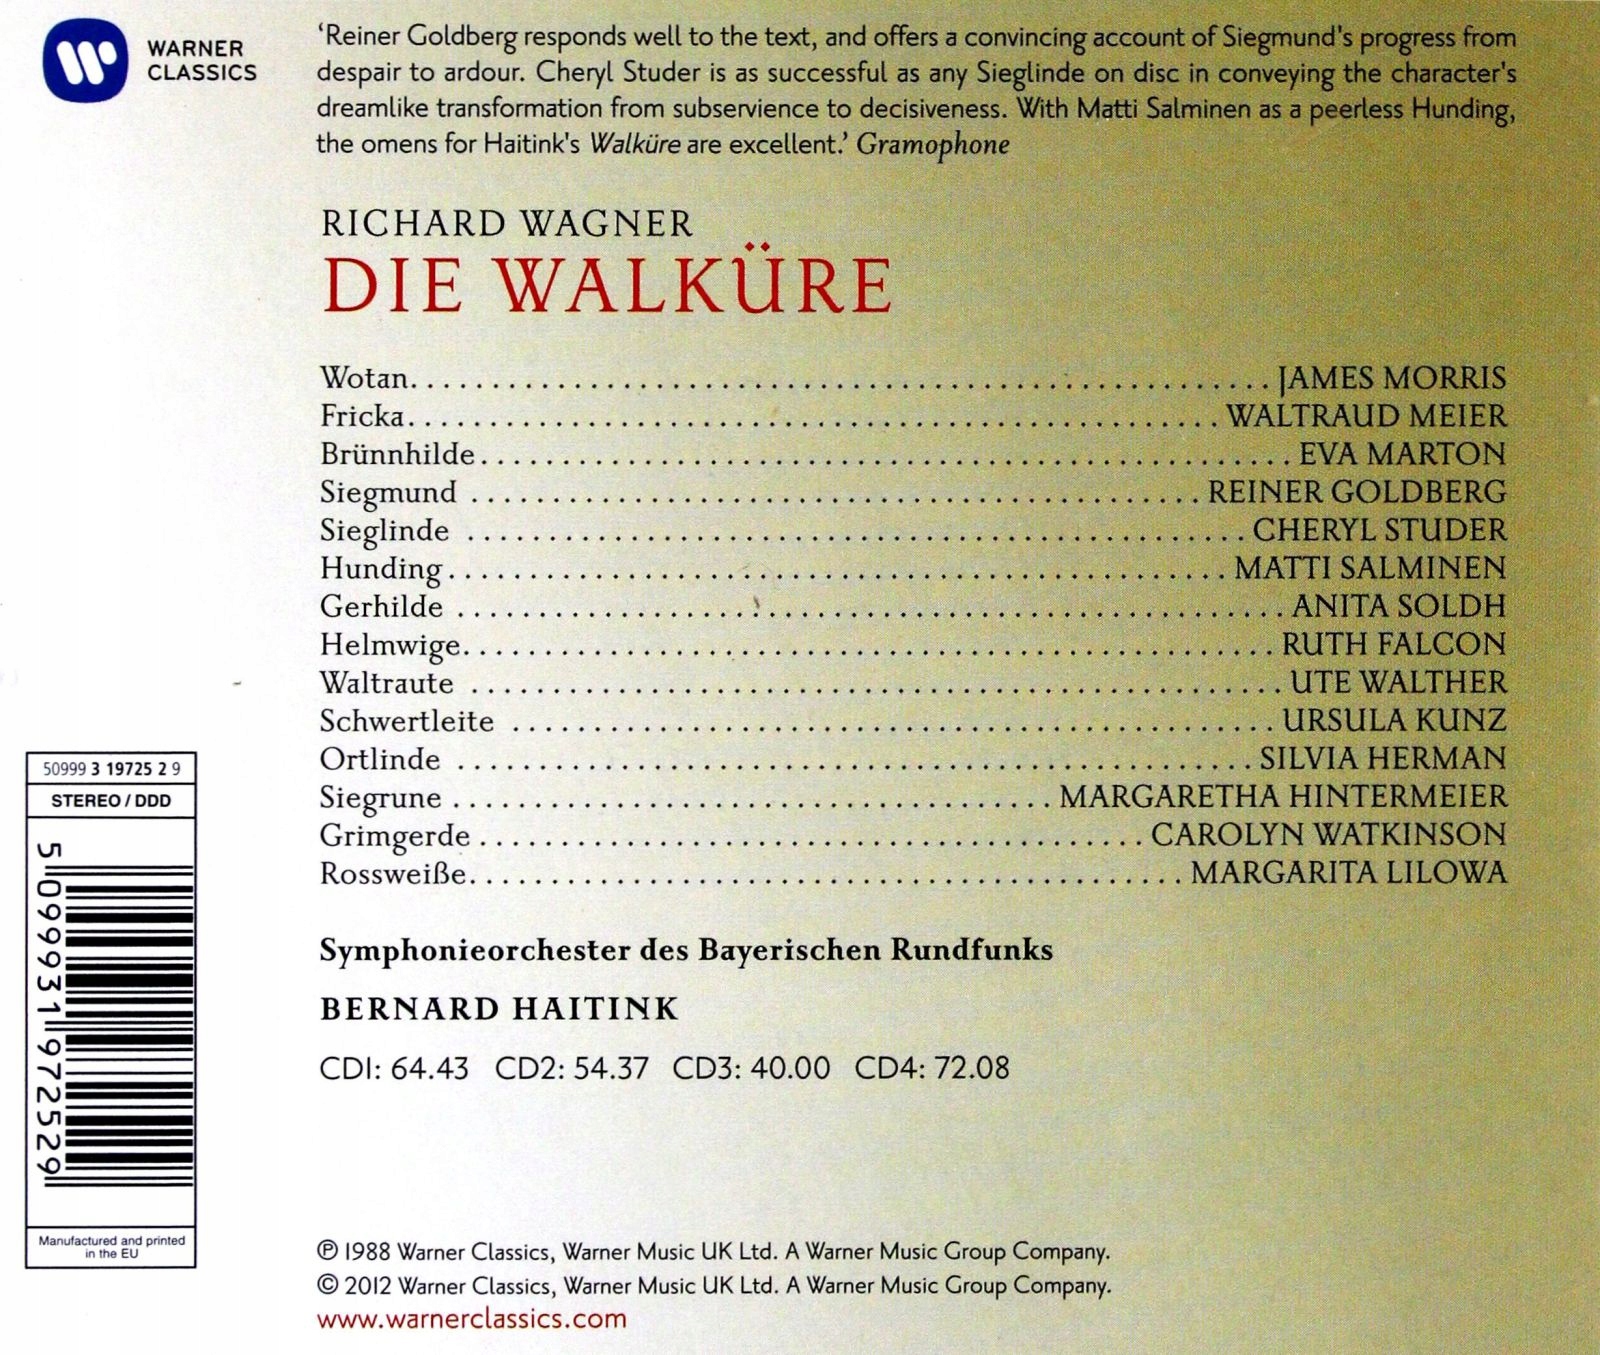 WARNER
CLASSICS
‘Reiner Goldberg responds well to the text, and offers a convincing account of Siegmund's progress from
despair to ardour. Cheryl Studer is as successful as any Sieglinde on disc in conveying the character's
dreamlike transformation from subservience to decisiveness. With Matti Salminen as a peerless Hunding,
the omens for Haitink's Walküre are excellent.’ Gramophone
RICHARD WAGNER
DIE WALKÜRE
Wotan. . . . . . . . . . . . . . . . . . . . JAMES MORRIS
Fricka. . . . . . . . . . . . . . . . . . . . WALTRAUD MEIER
Brünnhilde. . . . . . . . . . . . . . . . . . . . EVA MARTON
Siegmund . . . . . . . . . . . . . . . . . . . . REINER GOLDBERG
Sieglinde . . . . . . . . . . . . . . . . . . . . CHERYL STUDER
Hunding. . . . . . . . . . . . . . . . . . . . MATTI SALMINEN
Gerhilde . . . . . . . . . . . . . . . . . . . . ANITA SOLDH
Helmwige. . . . . . . . . . . . . . . . . . . . RUTH FALCON
Waltraute . . . . . . . . . . . . . . . . . . . . UTE WALTHER
Schwertleite . . . . . . . . . . . . . . . . . . . . URSULA KUNZ
Ortlinde . . . . . . . . . . . . . . . . . . . . SILVIA HERMAN
Siegrune . . . . . . . . . . . . . . . . . . . . MARGARETHA HINTERMEIER
Grimgerde . . . . . . . . . . . . . . . . . . . . CAROLYN WATKINSON
Rossweiße. . . . . . . . . . . . . . . . . . . . MARGARITA LILOWA
Symphonieorchester des Bayerischen Rundfunks
BERNARD HAITINK
CD1: 64.43 CD2: 54.37 CD3: 40.00 CD4: 72.08
50999 3 19725 2 9
STEREO / DDD
5 099931 972529
Manufactured and printed
in the EU
℗ 1988 Warner Classics, Warner Music UK Ltd. A Warner Music Group Company.
© 2012 Warner Classics, Warner Music UK Ltd. A Warner Music Group Company.
www.warnerclassics.com